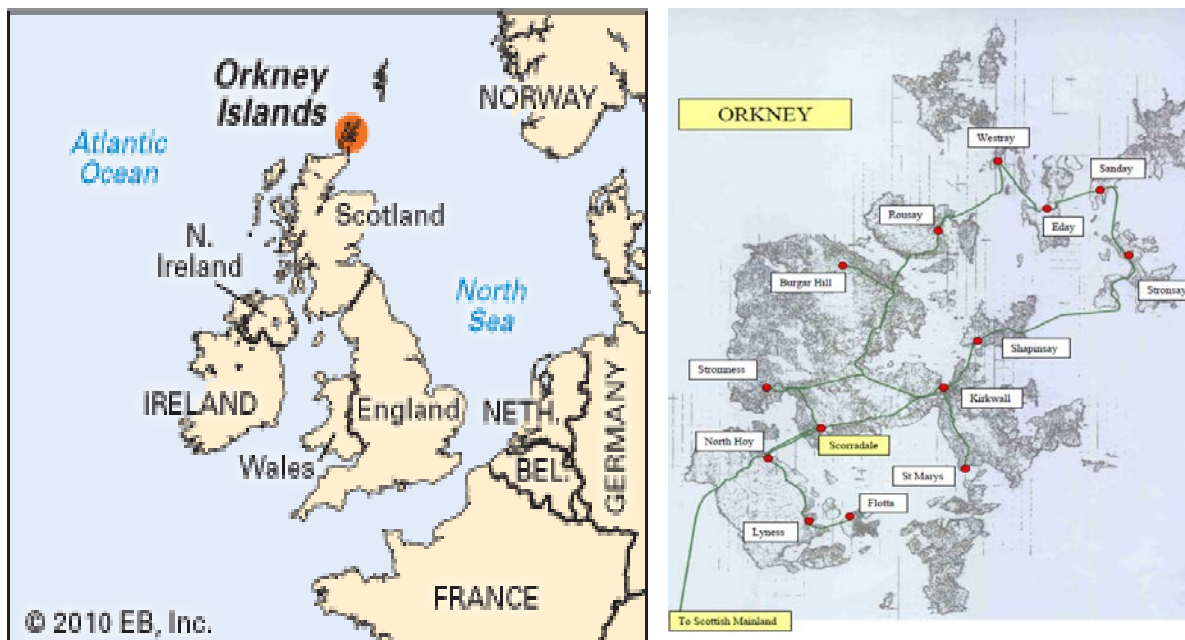 Orkney
Islands
NORWAY
Atlantic
Ocean
Scotland
N.
Ireland
North
Sea
IRELAND
England
NETH.
GERMANY
Wales
BEL.
FRANCE
© 2010 EB, Inc.
ORKNEY
Westray
Sanday
Rousay
Eday
Burgar Hill
Stronsay
Shapinsay
Stromness
Kirkwall
North Hoy
Scorradale
St Marys
Flotta
Lyness
To Scottish Mainland